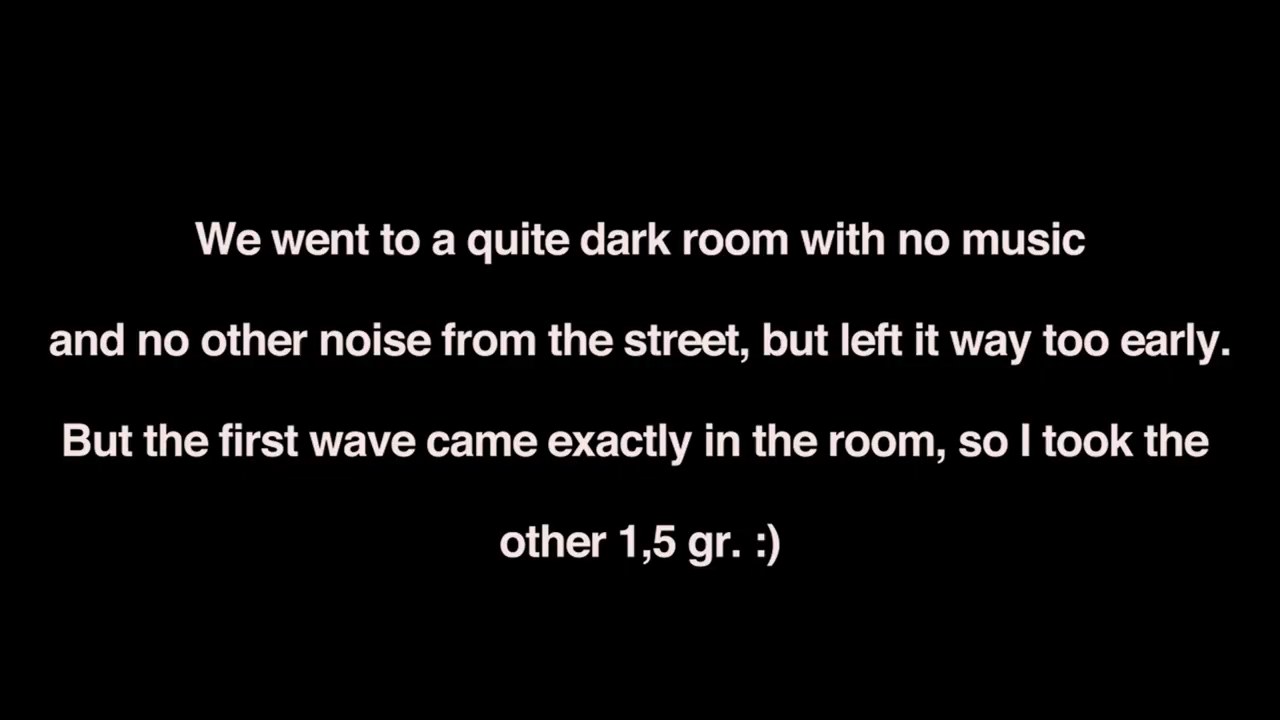 We went to a quite dark room with no music
and no other noise from the street, but left it way too early.
But the first wave came exactly in the room, so I took the
other 1,5 gr. :)